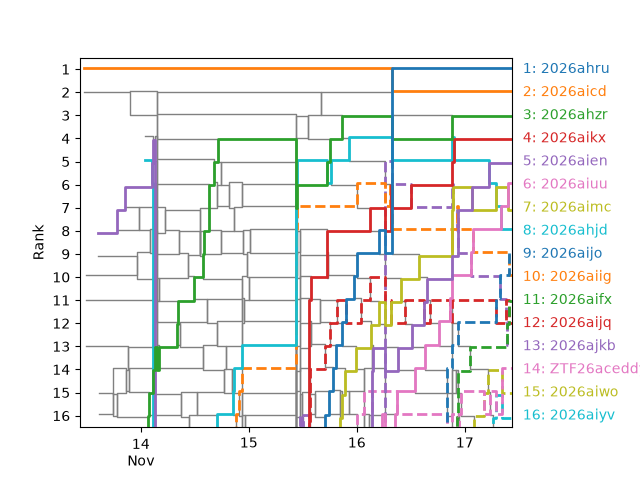 Rank
1
2
3
4
5
6
7
8
9
10
11
12
13
14
15
16
14
15
16
17
Nov
1: 2026ahru
2: 2026aicd
3: 2026ahzr
4: 2026aikx
5: 2026aien
6: 2026aiuu
7: 2026aimc
8: 2026ahjd
9: 2026aijo
10: 2026aiig
11: 2026aifx
12: 2026aijq
13: 2026ajkb
14: ZTF26acedd
15: 2026aiwo
16: 2026aiyv